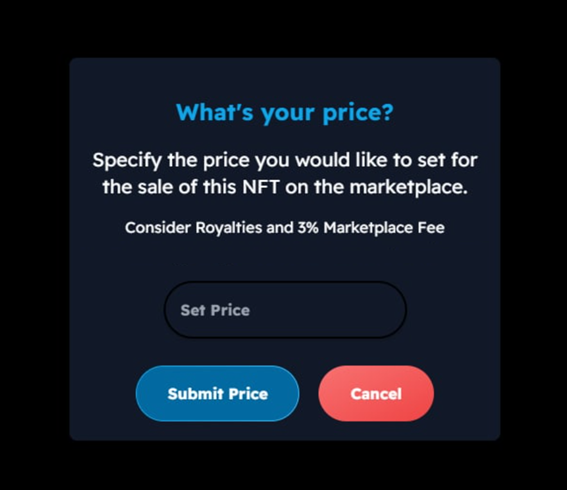 What's your price?
Specify the price you would like to set for
the sale of this NFT on the marketplace.
Consider Royalties and 3% Marketplace Fee
Set Price
Submit Price
Cancel